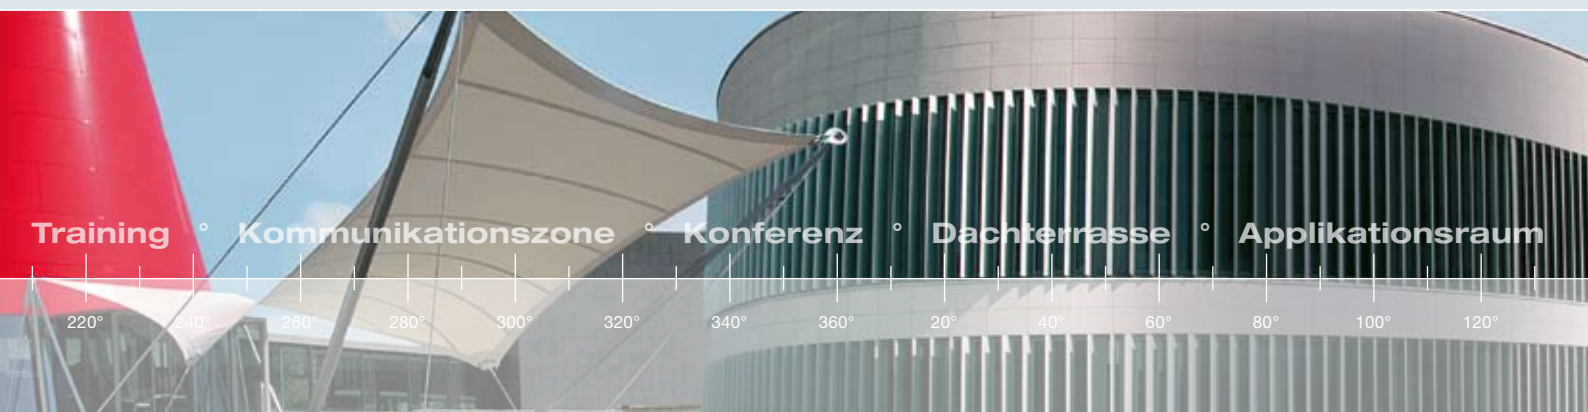 Training ° Kommunikationszone ° Konferenz ° Dachterrasse ° Applikationsraum
220° 240° 260° 280° 300° 320° 340° 360° 20° 40° 60° 80° 100° 120°